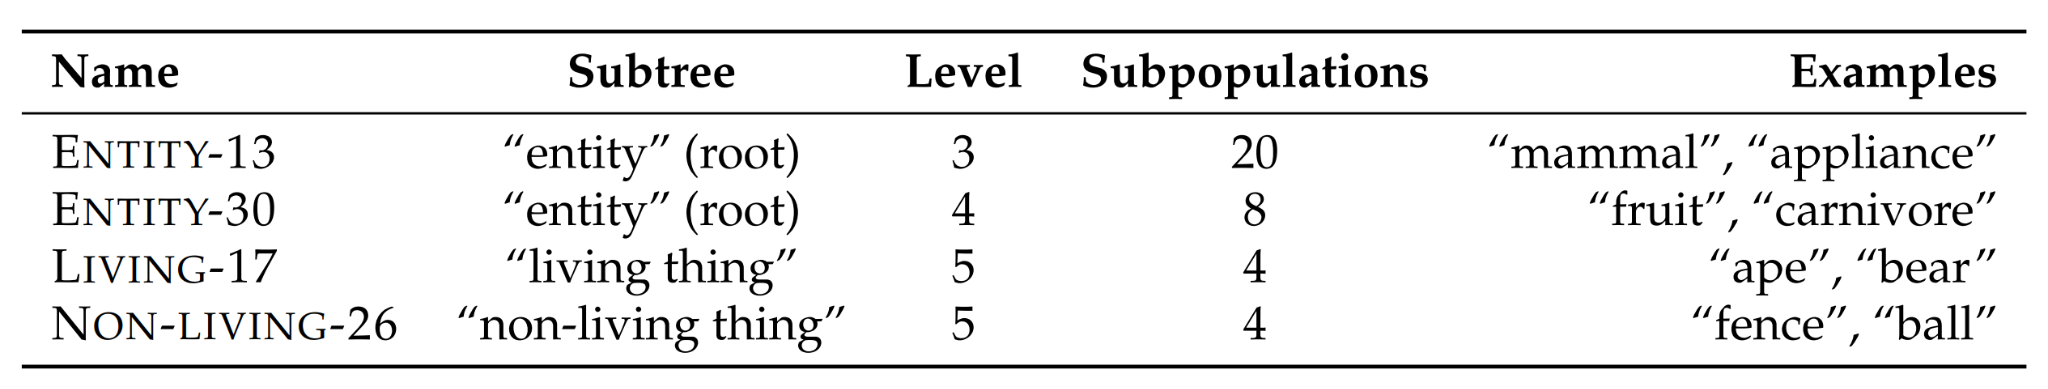 Name Subtree Level Subpopulations Examples
ENTITY-13 “entity” (root) 3 20 “mammal”, “appliance”
ENTITY-30 “entity” (root) 4 8 “fruit”, “carnivore”
LIVING-17 “living thing” 5 4 “ape”, “bear”
NON-LIVING-26 “non-living thing” 5 4 “fence”, “ball”